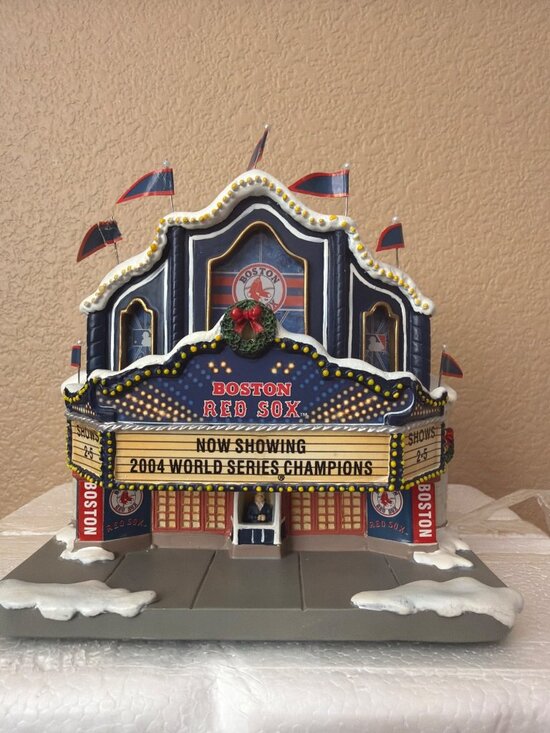 BOSTON
BOSTON
RED SOX™
SHOWS
2-5
NOW SHOWING
2004 WORLD SERIES CHAMPIONS
SHOWS
2-5
BOSTON
RED SOX
RED SOX
BOSTON